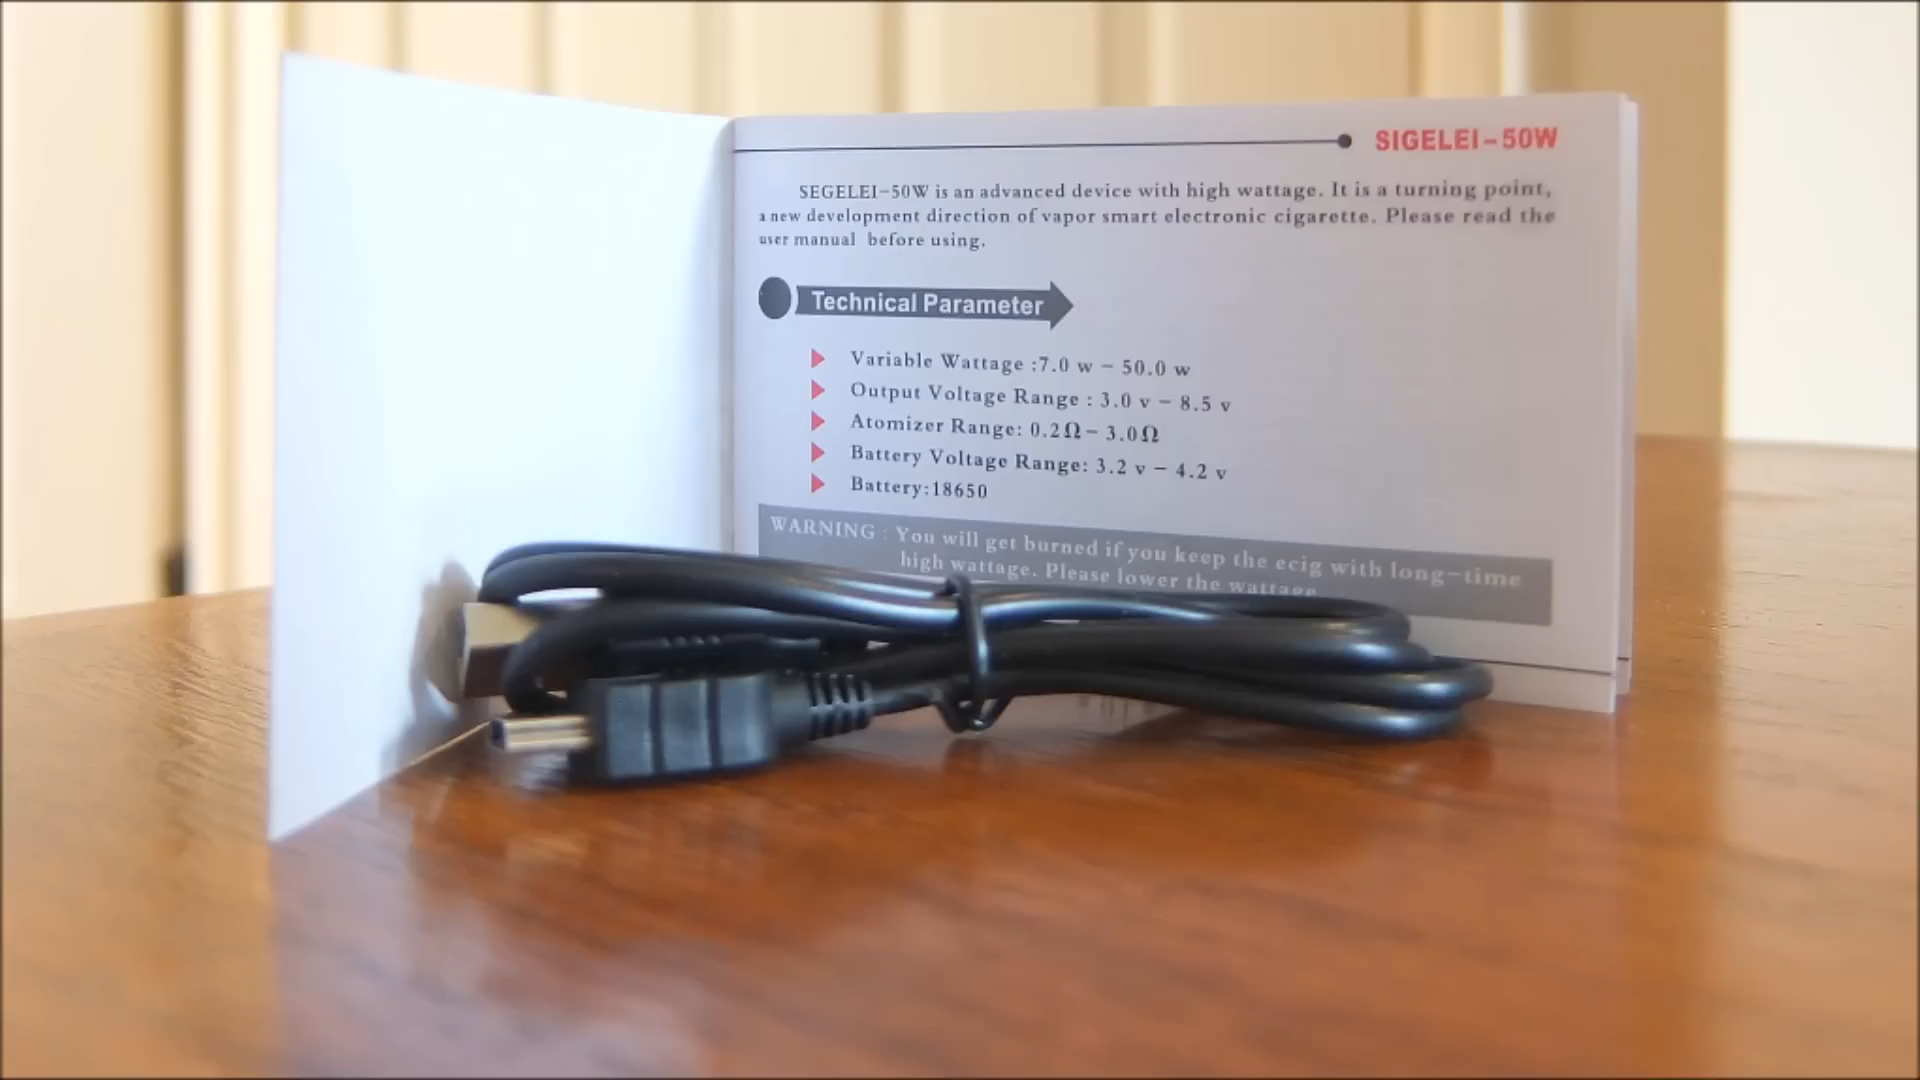 SIGELEI-50W
SEGELEI-50W is an advanced device with high wattage. It is a turning point,
a new development direction of vapor smart electronic cigarette. Please read the
user manual before using.
Technical Parameter
Variable Wattage :7.0 w - 50.0 w
Output Voltage Range : 3.0 v - 8.5 v
Atomizer Range: 0.2Ω- 3.0Ω
Battery Voltage Range: 3.2 v - 4.2 v
Battery:18650
WARNING : You will get burned if you keep the ecig with long-time
high wattage. Please lower the wattage